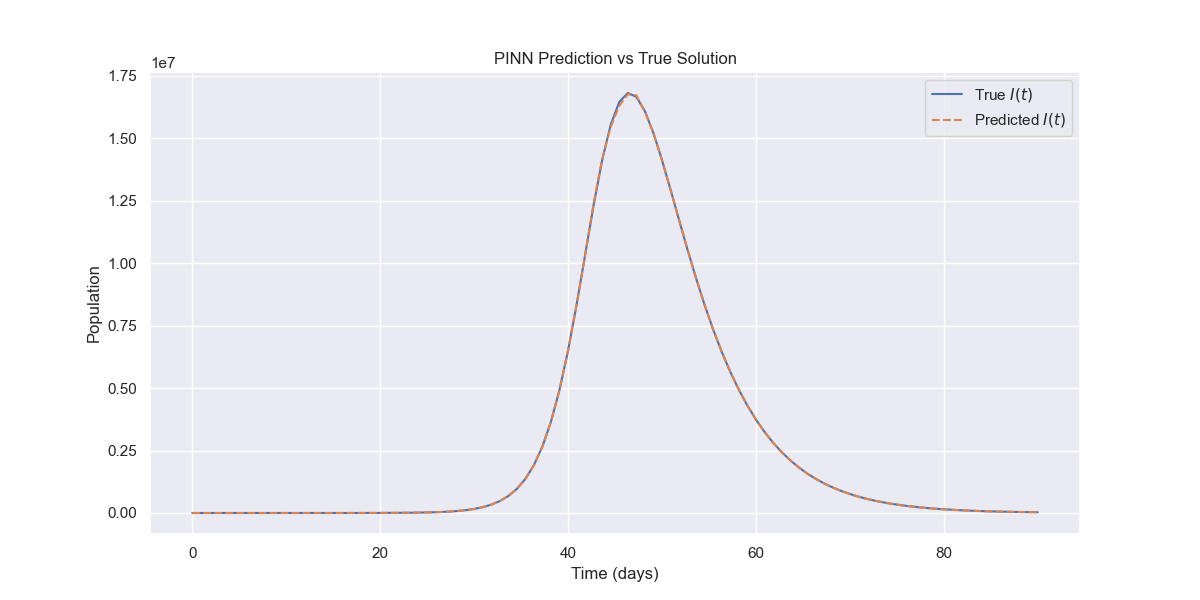 PINN Prediction vs True Solution
1e7
1.75
1.50
1.25
1.00
0.75
0.50
0.25
0.00
Population
True I(t)
Predicted I(t)
0 20 40 60 80
Time (days)